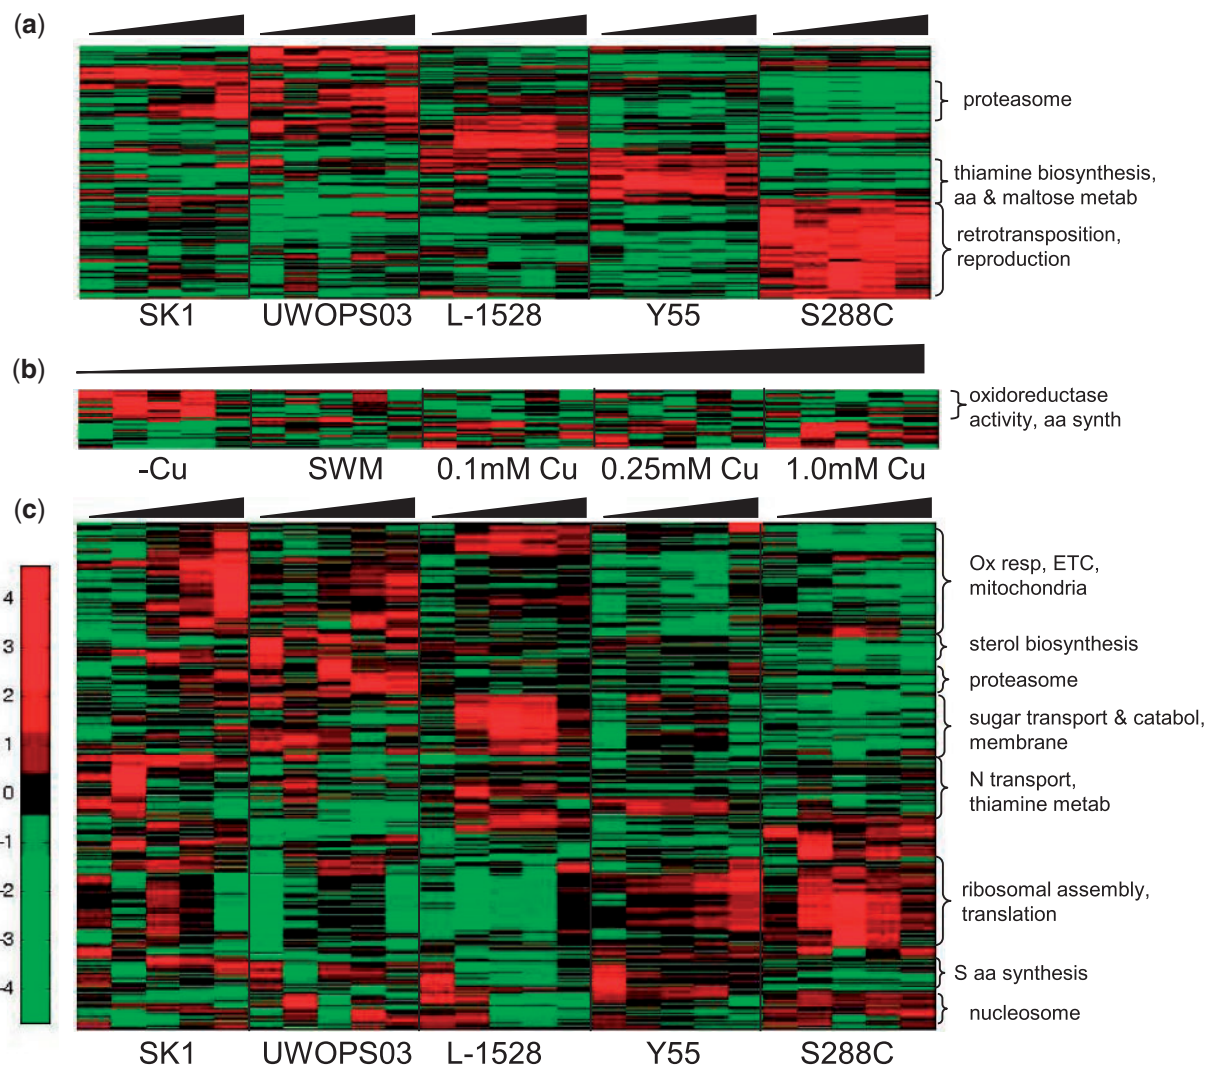 (a)
proteasome
thiamine biosynthesis,
aa & maltose metab
retrotransposition,
reproduction
SK1 UWOPS03 L-1528 Y55 S288C
(b)
oxidoreductase
activity, aa synth
-Cu SWM 0.1mM Cu 0.25mM Cu 1.0mM Cu
(c)
4
3
2
1
0
-1
-2
-3
-4
Ox resp, ETC,
mitochondria
sterol biosynthesis
proteasome
sugar transport & catabol,
membrane
N transport,
thiamine metab
ribosomal assembly,
translation
S aa synthesis
nucleosome
SK1 UWOPS03 L-1528 Y55 S288C